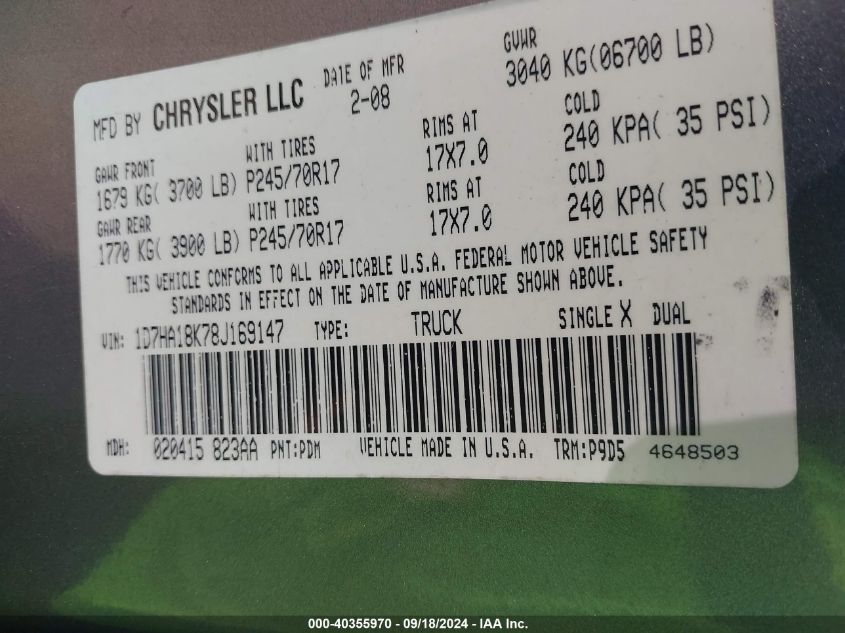 MFD BY CHRYSLER LLC DATE OF MFR 2-08 GVWR 3040 KG(06700 LB)
GAWR FRONT WITH TIRES RIMS AT COLD
1679 KG( 3700 LB) P245/70R17 17X7.0 240 KPA( 35 PSI)
GAWR REAR WITH TIRES RIMS AT COLD
1770 KG( 3900 LB) P245/70R17 17X7.0 240 KPA( 35 PSI)
THIS VEHICLE CONFORMS TO ALL APPLICABLE U.S.A. FEDERAL MOTOR VEHICLE SAFETY
STANDARDS IN EFFECT ON THE DATE OF MANUFACTURE SHOWN ABOVE.
VIN: 1D7HA18K78J169147 TYPE: TRUCK SINGLE X DUAL
MDH: 020415 823AA PNT:PDM VEHICLE MADE IN U.S.A. TRM:P9D5 4648503
000-40355970 - 09/18/2024 - IAA Inc.